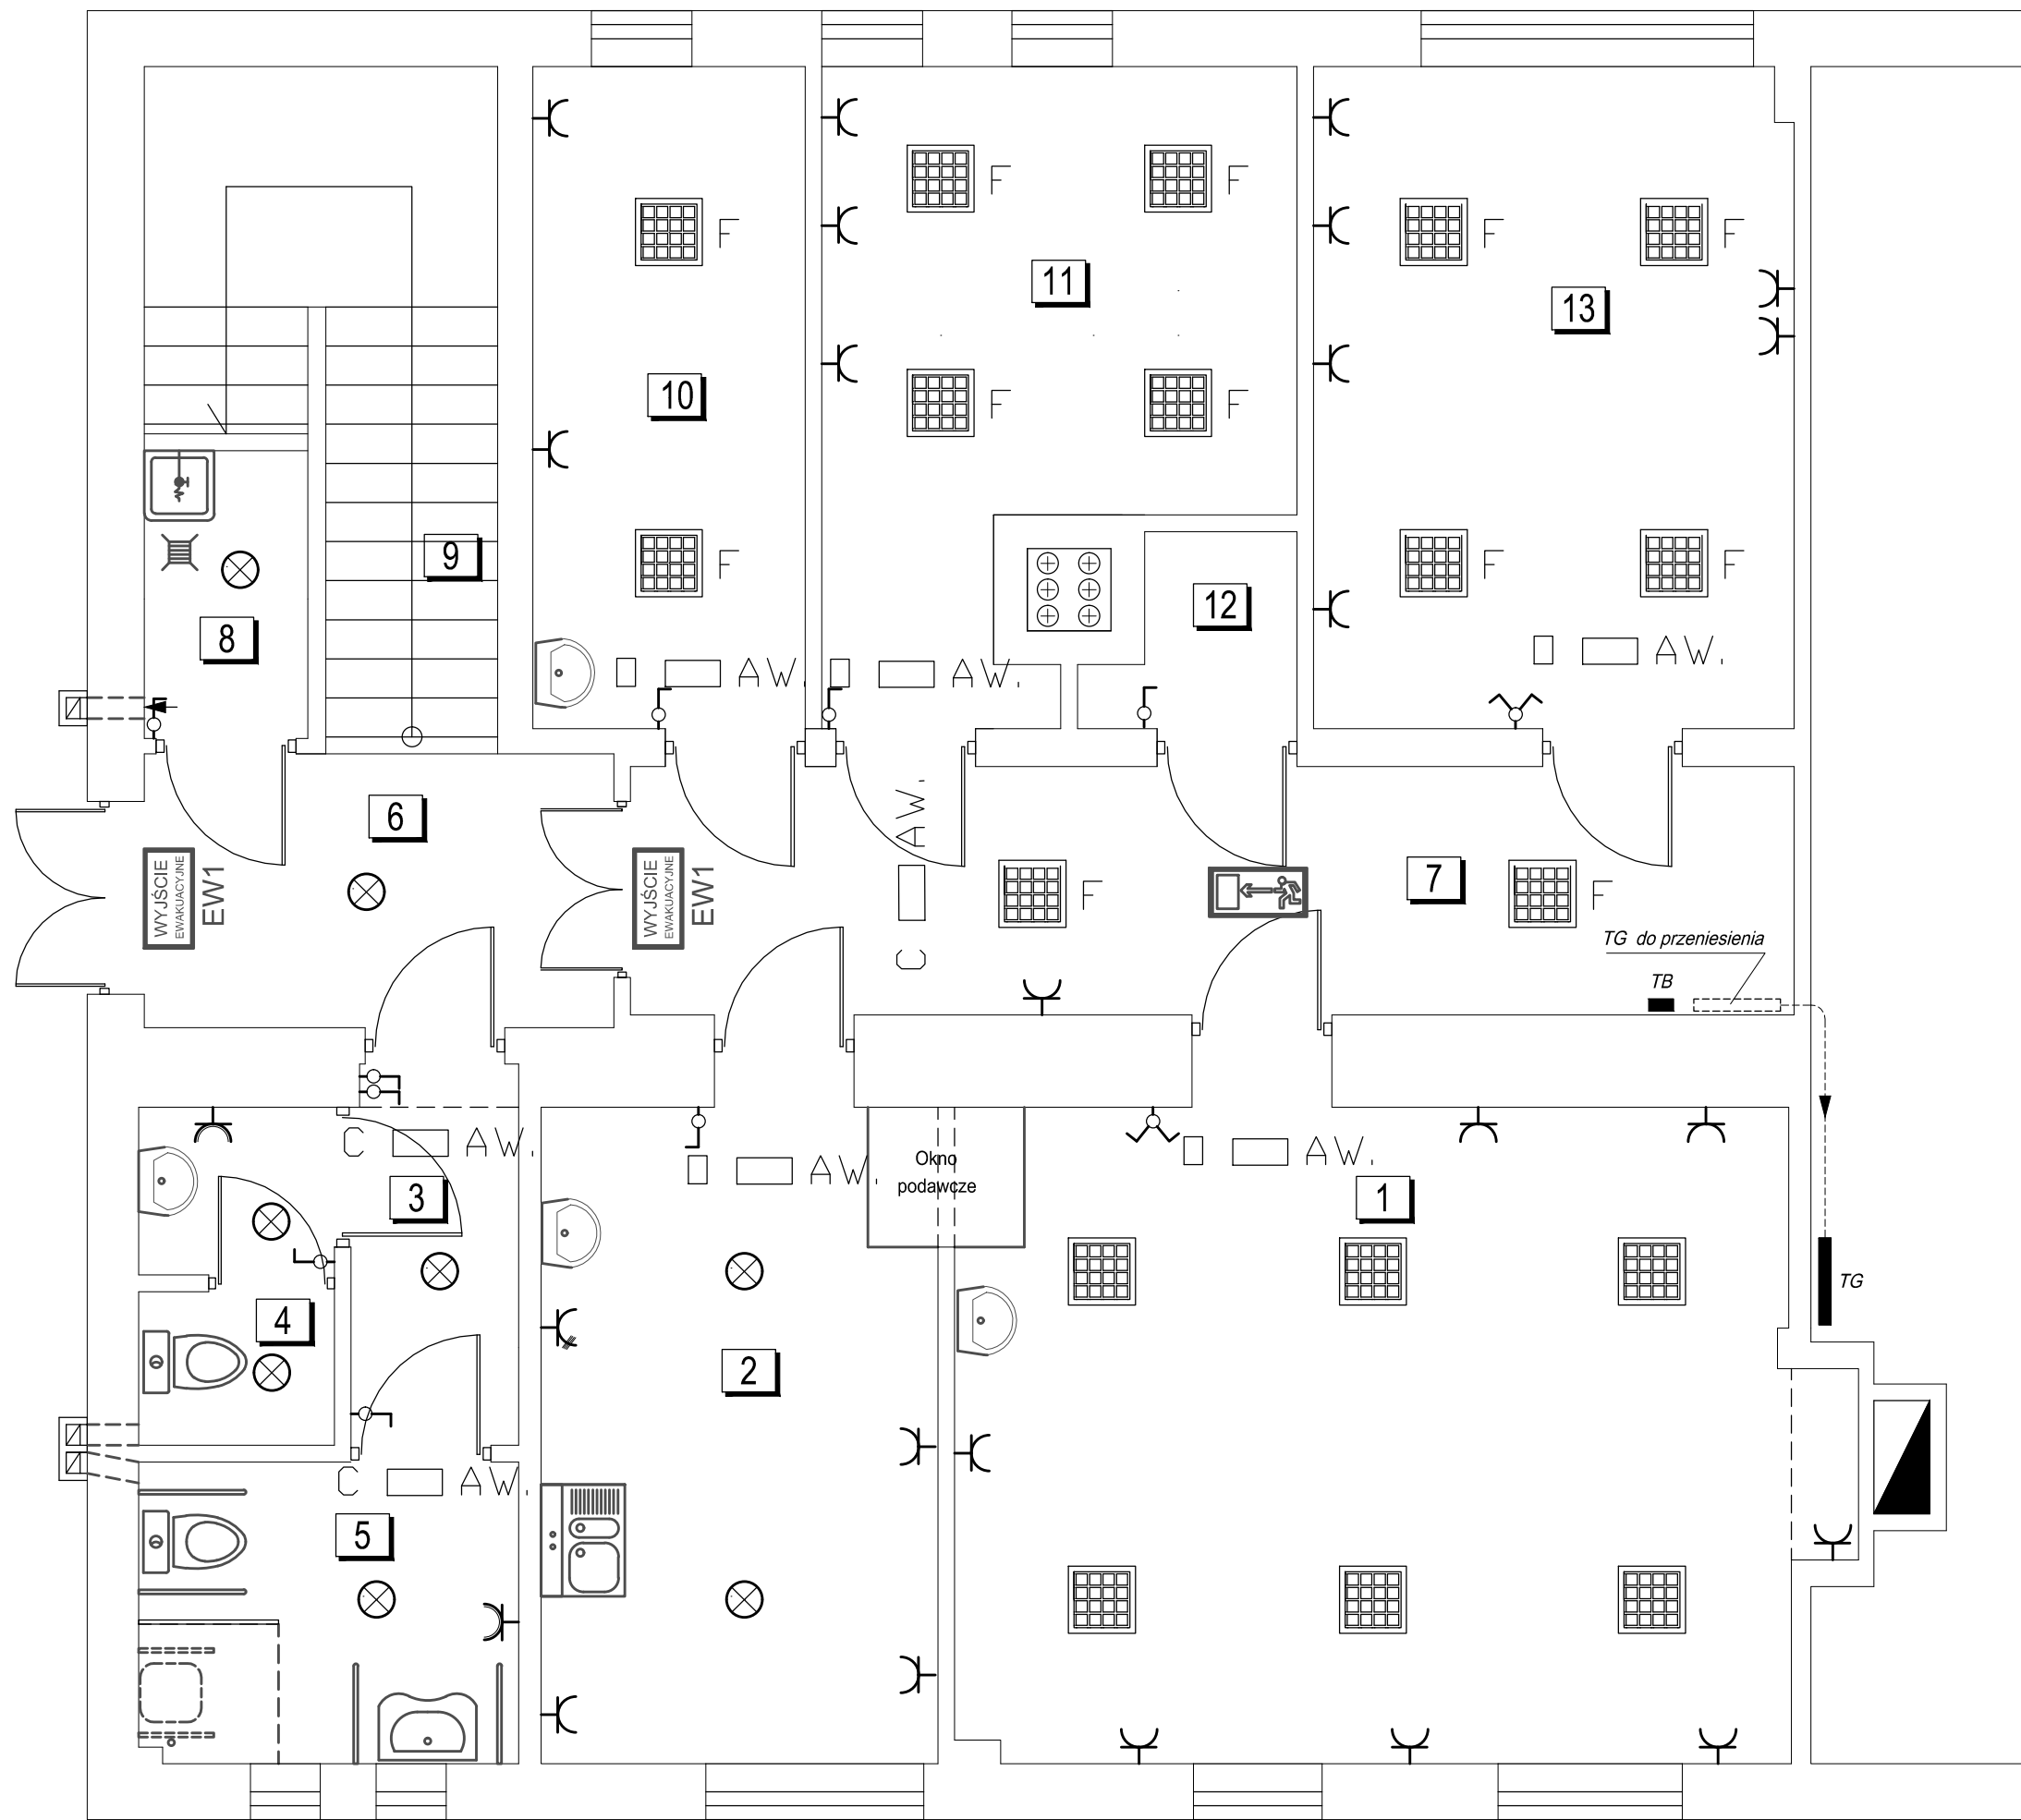 F
F
F
F
F
11
13
F
10
F
F
F
9
F
F
F
12
8
AW.
AW.
AW.
6
AW.
C
7
WYJŚCIE
EWAKUACYJNE
EW1
WYJŚCIE
EWAKUACYJNE
EW1
F
F
TG do przeniesienia
TB
C
AW.
AW.
Okno
podawcze
AW.
3
1
4
TG
2
C
AW.
5